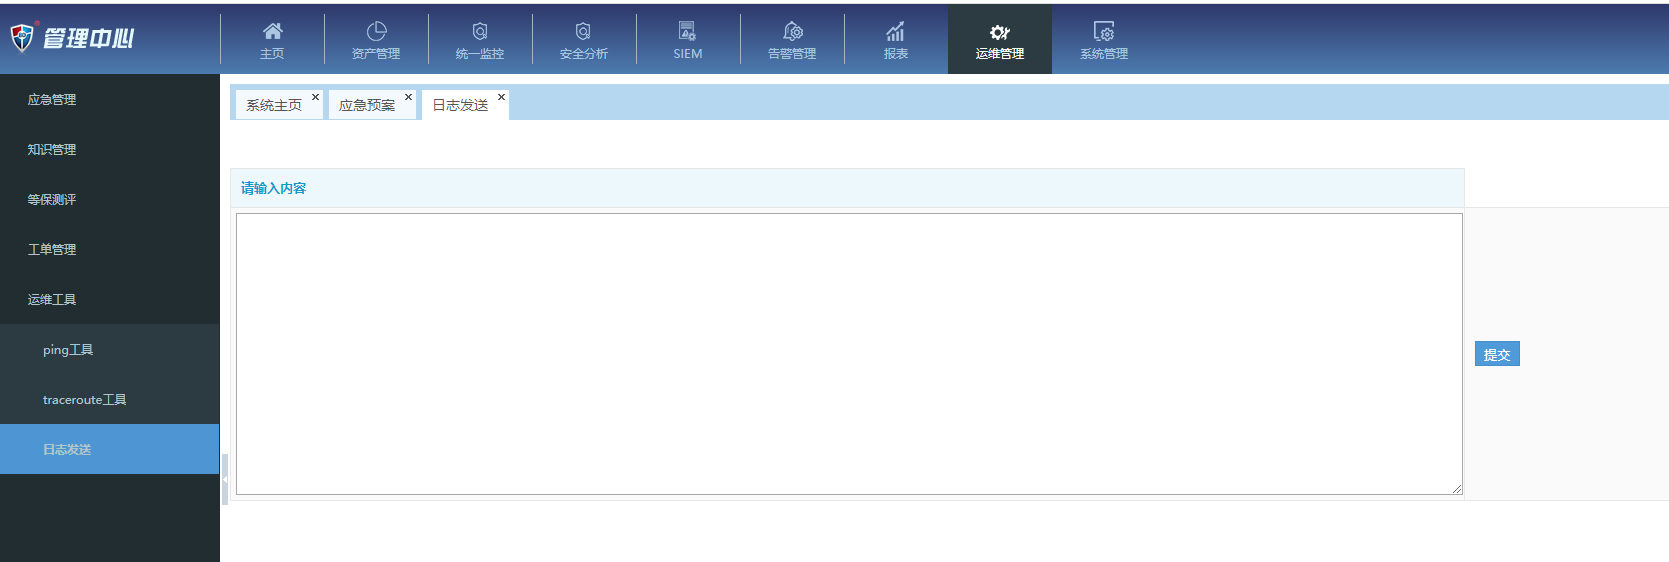 管理中心
主页
资产管理
统一监控
安全分析
SIEM
告警管理
报表
运维管理
系统管理
应急管理
知识管理
等保测评
工单管理
运维工具
ping工具
traceroute工具
日志发送
系统主页
应急预案
日志发送
请输入内容
提交